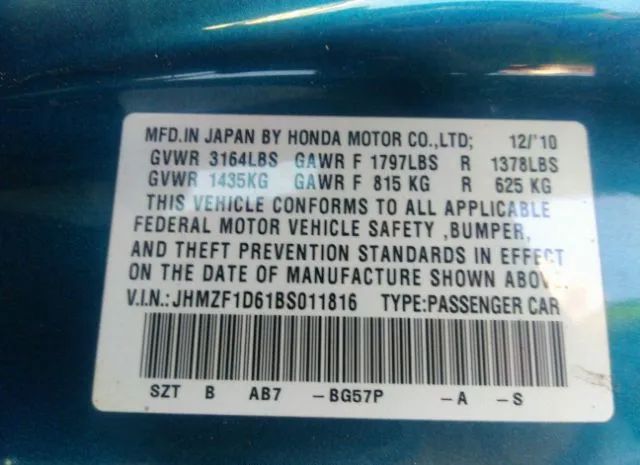 MFD.IN JAPAN BY HONDA MOTOR CO.,LTD; 12/'10
GVWR 3164LBS GAWR F 1797LBS R 1378LBS
GVWR 1435KG GAWR F 815 KG R 625 KG
THIS VEHICLE CONFORMS TO ALL APPLICABLE
FEDERAL MOTOR VEHICLE SAFETY ,BUMPER,
AND THEFT PREVENTION STANDARDS IN EFFECT
ON THE DATE OF MANUFACTURE SHOWN
V.I.N.:JHMZF1D61BS011816 TYPE:PASSENGER CAR
SZT B AB7 -BG57P -A -S